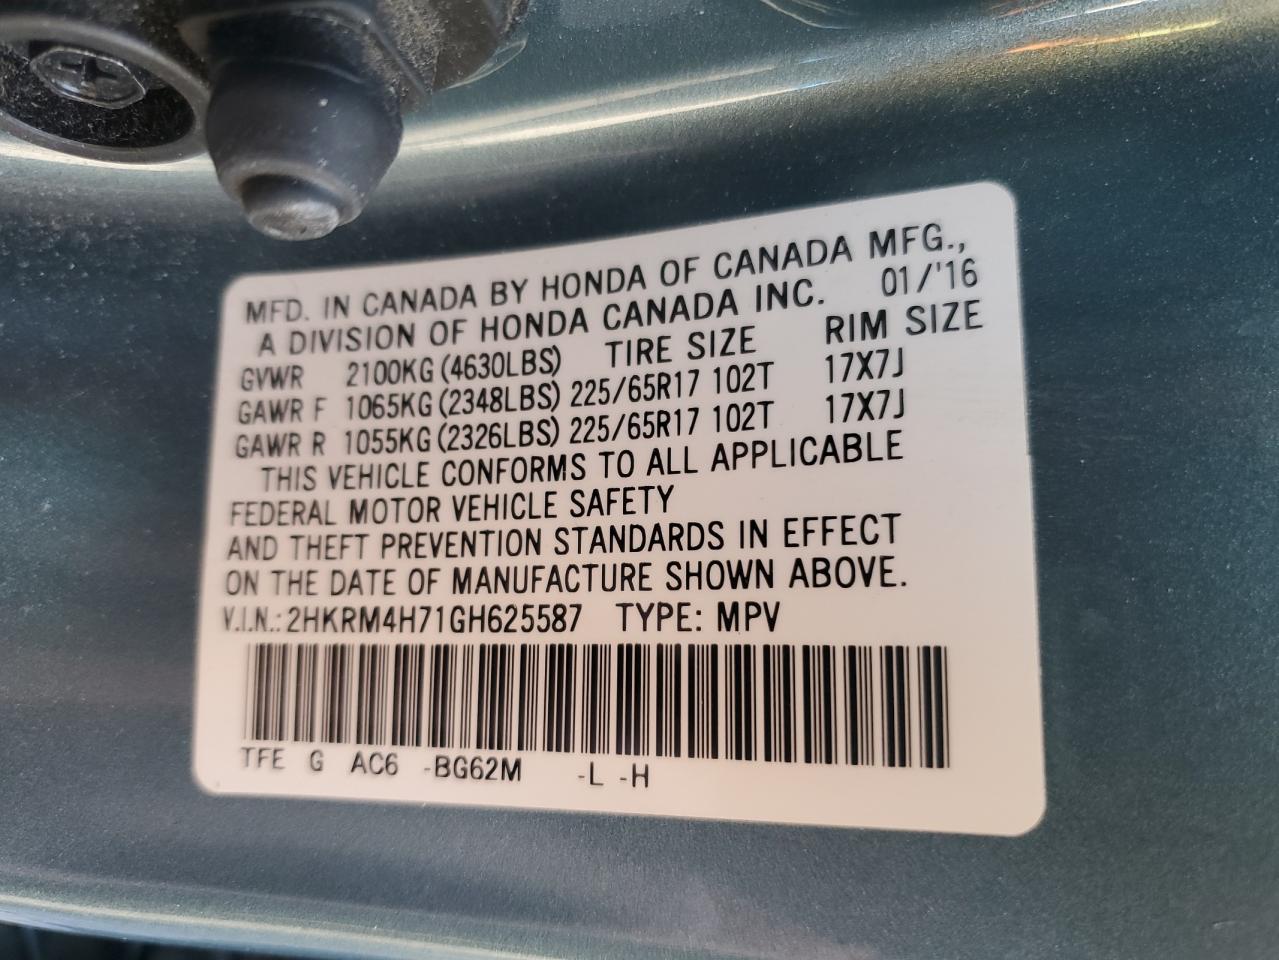 MFD. IN CANADA BY HONDA OF CANADA MFG.,
A DIVISION OF HONDA CANADA INC. 01/'16
GVWR 2100KG (4630LBS) TIRE SIZE RIM SIZE
GAWR F 1065KG (2348LBS) 225/65R17 102T 17X7J
GAWR R 1055KG (2326LBS) 225/65R17 102T 17X7J
THIS VEHICLE CONFORMS TO ALL APPLICABLE
FEDERAL MOTOR VEHICLE SAFETY
AND THEFT PREVENTION STANDARDS IN EFFECT
ON THE DATE OF MANUFACTURE SHOWN ABOVE.
V.I.N.: 2HKRM4H71GH625587 TYPE: MPV
TFE G AC6 -BG62M -L -H